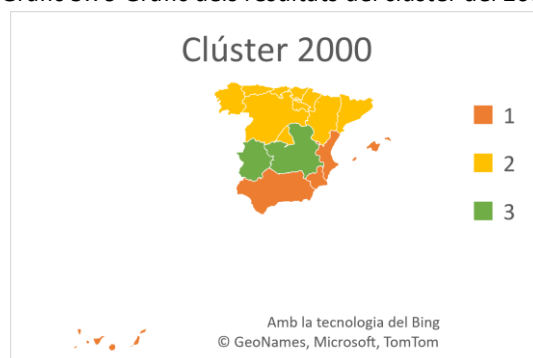 Clúster 2000
1
2
3
Amb la tecnologia del Bing
© GeoNames, Microsoft, TomTom